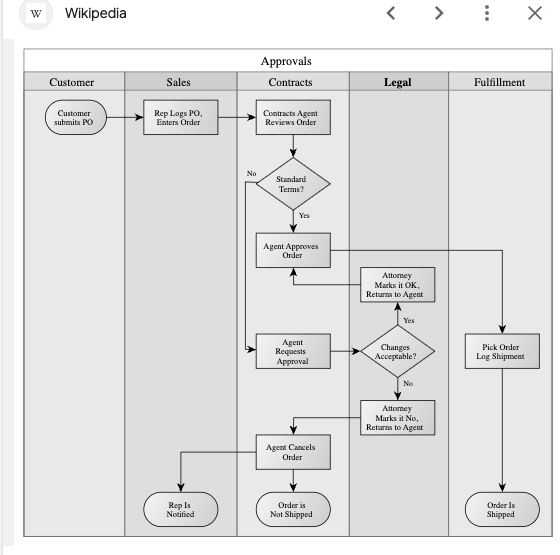 W Wikipedia
Approvals
Customer Sales Contracts Legal Fulfillment
Customer
submits PO
Rep Logs PO,
Enters Order
Contracts Agent
Reviews Order
Standard
Terms?
No
Yes
Agent Approves
Order
Attorney
Marks it OK,
Returns to Agent
Yes
Agent
Requests
Approval
Changes
Acceptable?
Pick Order
Log Shipment
No
Attorney
Marks it No,
Returns to Agent
Agent Cancels
Order
Rep Is
Notified
Order is
Not Shipped
Order Is
Shipped